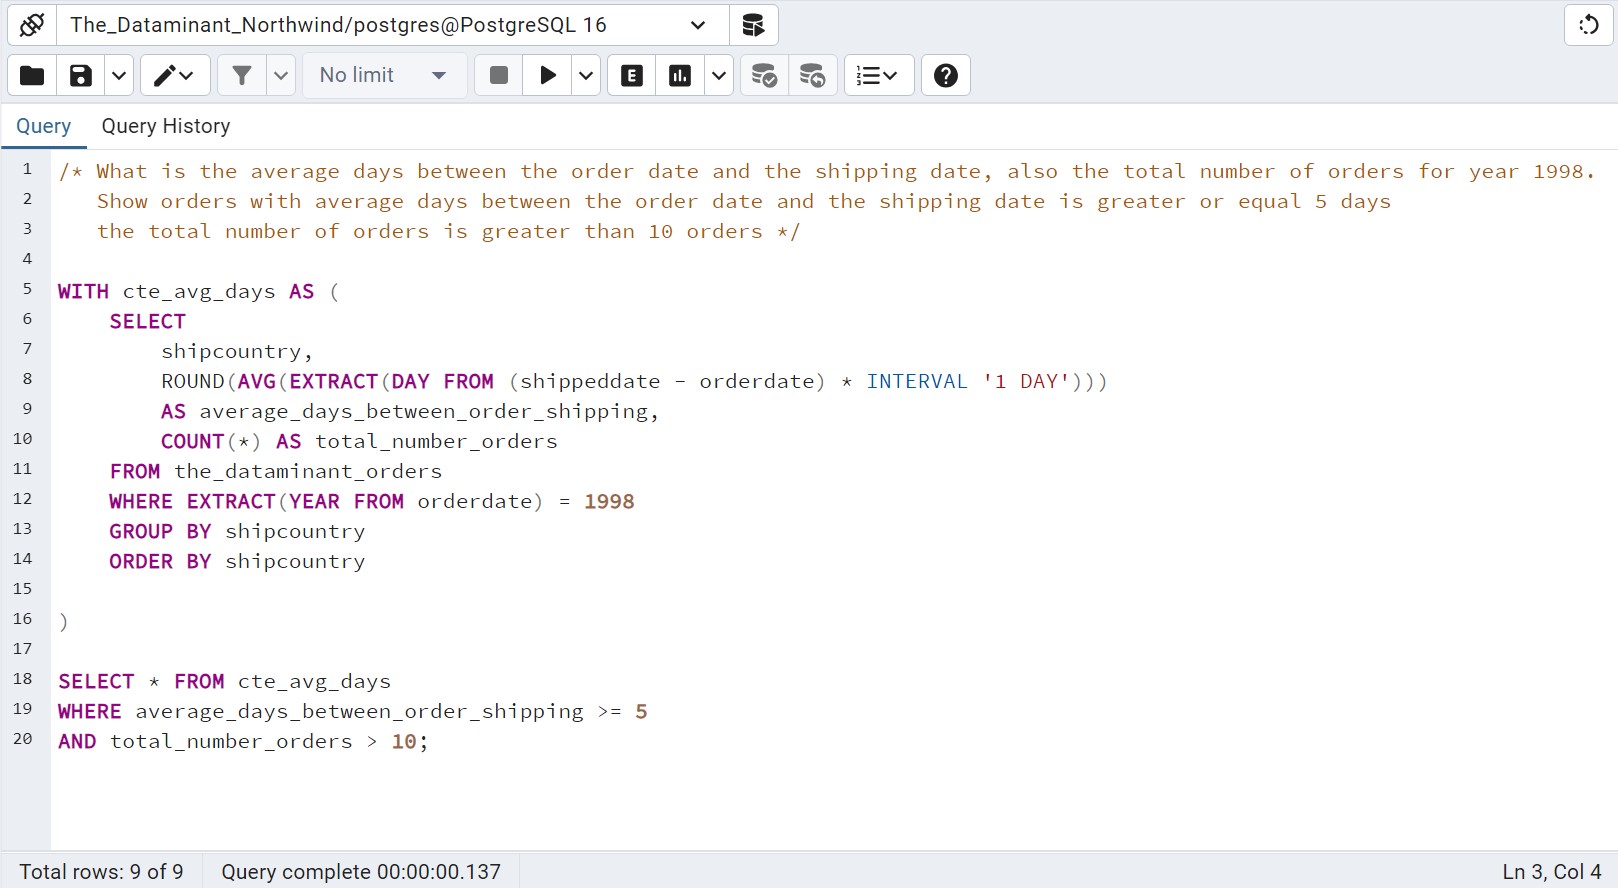 The_Dataminant_Northwind/postgres@PostgreSQL 16
No limit
E
Query Query History
1 /* What is the average days between the order date and the shipping date, also the total number of orders for year 1998.
2 Show orders with average days between the order date and the shipping date is greater or equal 5 days
3 the total number of orders is greater than 10 orders */
4
5 WITH cte_avg_days AS (
6 SELECT
7 shipcountry,
8 ROUND(AVG(EXTRACT(DAY FROM (shippeddate - orderdate) * INTERVAL '1 DAY')))
9 AS average_days_between_order_shipping,
10 COUNT(*) AS total_number_orders
11 FROM the_dataminant_orders
12 WHERE EXTRACT(YEAR FROM orderdate) = 1998
13 GROUP BY shipcountry
14 ORDER BY shipcountry
15
16 )
17
18 SELECT * FROM cte_avg_days
19 WHERE average_days_between_order_shipping >= 5
20 AND total_number_orders > 10;
Total rows: 9 of 9 Query complete 00:00:00.137 Ln 3, Col 4